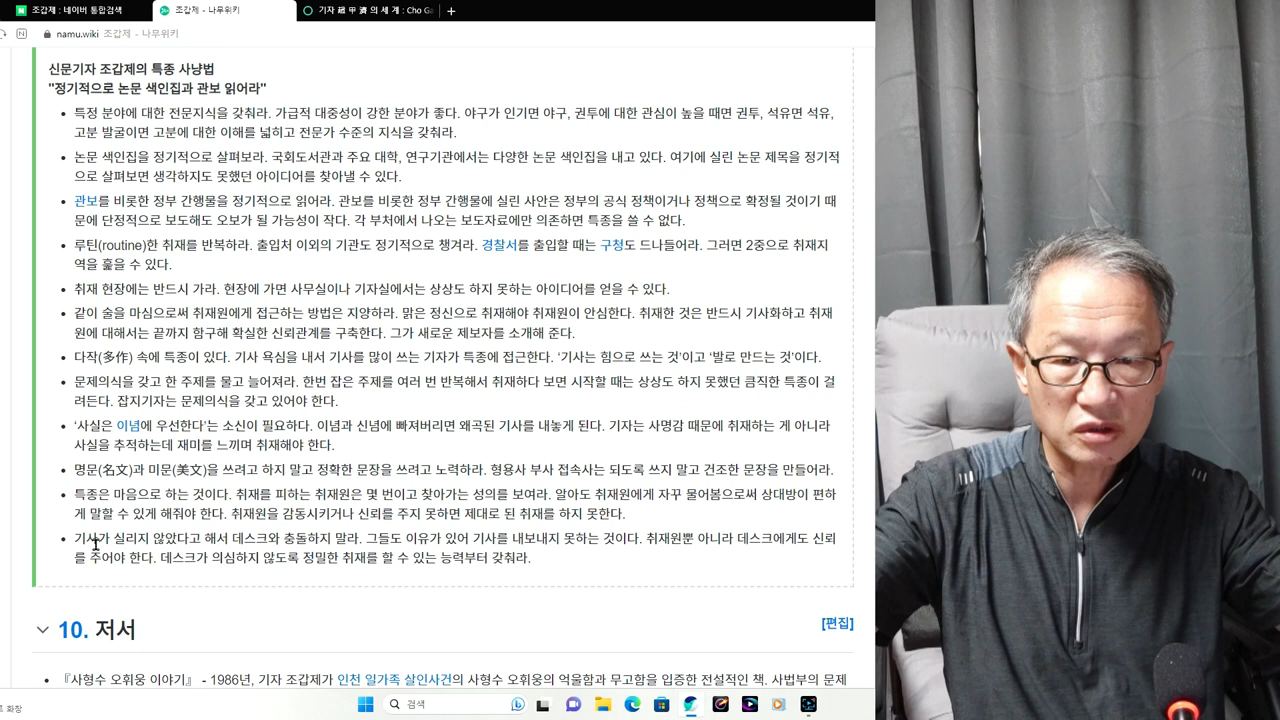 조갑제 : 네이버 통합검색
조갑제 - 나무위키
기자 趙 甲 濟 의 세 계 : Cho Ga
namu.wiki 조갑제 - 나무위키
신문기자 조갑제의 특종 사냥법
"정기적으로 논문 색인집과 관보 읽어라"
특정 분야에 대한 전문지식을 갖춰라. 가급적 대중성이 강한 분야가 좋다. 야구가 인기면 야구, 권투에 대한 관심이 높을 때면 권투, 석유면 석유,
고분 발굴이면 고분에 대한 이해를 넓히고 전문가 수준의 지식을 갖춰라.
논문 색인집을 정기적으로 살펴보라. 국회도서관과 주요 대학, 연구기관에서는 다양한 논문 색인집을 내고 있다. 여기에 실린 논문 제목을 정기적
으로 살펴보면 생각하지도 못했던 아이디어를 찾아낼 수 있다.
관보를 비롯한 정부 간행물을 정기적으로 읽어라. 관보를 비롯한 정부 간행물에 실린 사안은 정부의 공식 정책이거나 정책으로 확정될 것이기 때
문에 단정적으로 보도해도 오보가 될 가능성이 작다. 각 부처에서 나오는 보도자료에만 의존하면 특종을 쓸 수 없다.
루틴(routine)한 취재를 반복하라. 출입처 이외의 기관도 정기적으로 챙겨라. 경찰서를 출입할 때는 구청도 드나들어라. 그러면 2중으로 취재지
역을 훑을 수 있다.
취재 현장에는 반드시 가라. 현장에 가면 사무실이나 기자실에서는 상상도 하지 못하는 아이디어를 얻을 수 있다.
같이 술을 마심으로써 취재원에게 접근하는 방법은 지양하라. 맑은 정신으로 취재해야 취재원이 안심한다. 취재한 것은 반드시 기사화하고 취재
원에 대해서는 끝까지 함구해 확실한 신뢰관계를 구축한다. 그가 새로운 제보자를 소개해 준다.
다작(多作) 속에 특종이 있다. 기사 욕심을 내서 기사를 많이 쓰는 기자가 특종에 접근한다. ‘기사는 힘으로 쓰는 것’이고 ‘발로 만드는 것’이다.
문제의식을 갖고 한 주제를 물고 늘어져라. 한번 잡은 주제를 여러 번 반복해서 취재하다 보면 시작할 때는 상상도 하지 못했던 큼직한 특종이 걸
려든다. 잡지기자는 문제의식을 갖고 있어야 한다.
‘사실은 이념에 우선한다’는 소신이 필요하다. 이념과 신념에 빠져버리면 왜곡된 기사를 내놓게 된다. 기자는 사명감 때문에 취재하는 게 아니라
사실을 추적하는데 재미를 느끼며 취재해야 한다.
명문(名文)과 미문(美文)을 쓰려고 하지 말고 정확한 문장을 쓰려고 노력하라. 형용사 부사 접속사는 되도록 쓰지 말고 건조한 문장을 만들어라.
특종은 마음으로 하는 것이다. 취재를 피하는 취재원은 몇 번이고 찾아가는 성의를 보여라. 알아도 취재원에게 자꾸 물어봄으로써 상대방이 편하
게 말할 수 있게 해줘야 한다. 취재원을 감동시키거나 신뢰를 주지 못하면 제대로 된 취재를 하지 못한다.
기사가 실리지 않았다고 해서 데스크와 충돌하지 말라. 그들도 이유가 있어 기사를 내보내지 못하는 것이다. 취재원뿐 아니라 데스크에게도 신뢰
를 주어야 한다. 데스크가 의심하지 않도록 정밀한 취재를 할 수 있는 능력부터 갖춰라.
10. 저서
[편집]
『사형수 오휘웅 이야기』 - 1986년, 기자 조갑제가 인천 일가족 살인사건의 사형수 오휘웅의 억울함과 무고함을 입증한 전설적인 책. 사법부의 문제
검색
화창